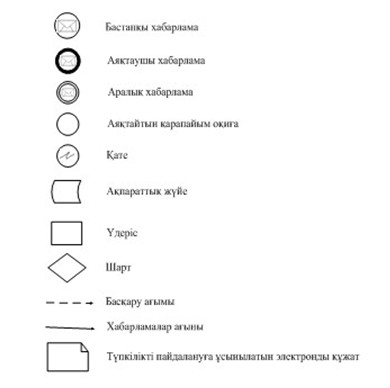 Бастапқы хабарлама
Аяқтаушы хабарлама
Аралық хабарлама
Аяқтайтын қарапайым оқиға
Қате
Ақпараттық жүйе
Үдеріс
Шарт
Басқару ағымы
Хабарламалар ағыны
Түпкілікті пайдалануға ұсынылатын электронды құжат